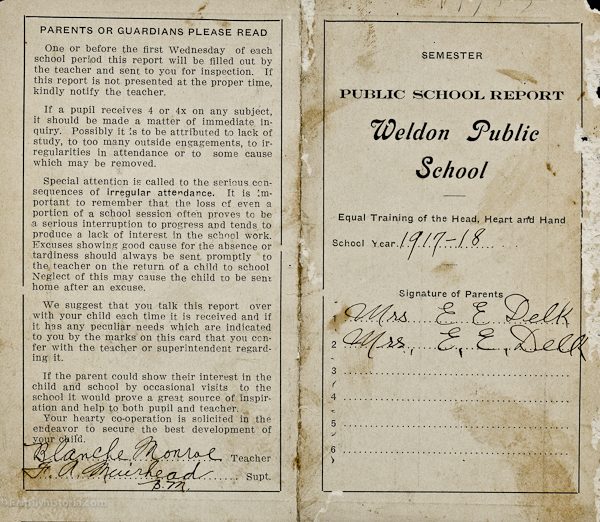 PARENTS OR GUARDIANS PLEASE READ
One or before the first Wednesday of each
school period this report will be filled out
by the teacher and sent to you for inspection. If
this report is not presented at the proper time,
kindly notify the teacher.
If a pupil receives 4 or 4x on any subject,
it should be made a matter of immediate in-
quiry. Possibly it is to be attributed to lack of
study, to too many outside engagements, to ir-
regularities in attendance or to some cause
which may be removed.
Special attention is called to the serious con-
sequences of irregular attendance. It is im-
portant to remember that the loss of even a
portion of a school session often proves to be
a serious interruption to progress and tends to
produce a lack of interest in the school work.
Excuses showing good cause for the absence or
tardiness should always be sent promptly to
the teacher on the return of a child to school
Neglect of this may cause the child to be sent
home after an excuse.
We suggest that you talk this report over
with your child each time it is received and if
it has any peculiar needs which are indicated
to you by the marks on this card that you con-
fer with the teacher or superintendent regard-
ing it.
If the parent could show their interest in the
child and school by occasional visits to the
school it would prove a great source of inspir-
ation and help to both pupil and teacher.
Your hearty co-operation is solicited in the
endeavor to secure the best development of
your child.
Blanche Monroe Teacher
F. A. Muirhead Supt.
B.M.
SEMESTER
PUBLIC SCHOOL REPORT
Weldon Public
School
Equal Training of the Head, Heart and Hand
School Year 1917-18
Signature of Parents
1 Mrs E E Delk
2 Mrs, E, E, Delk
3
4
5
6